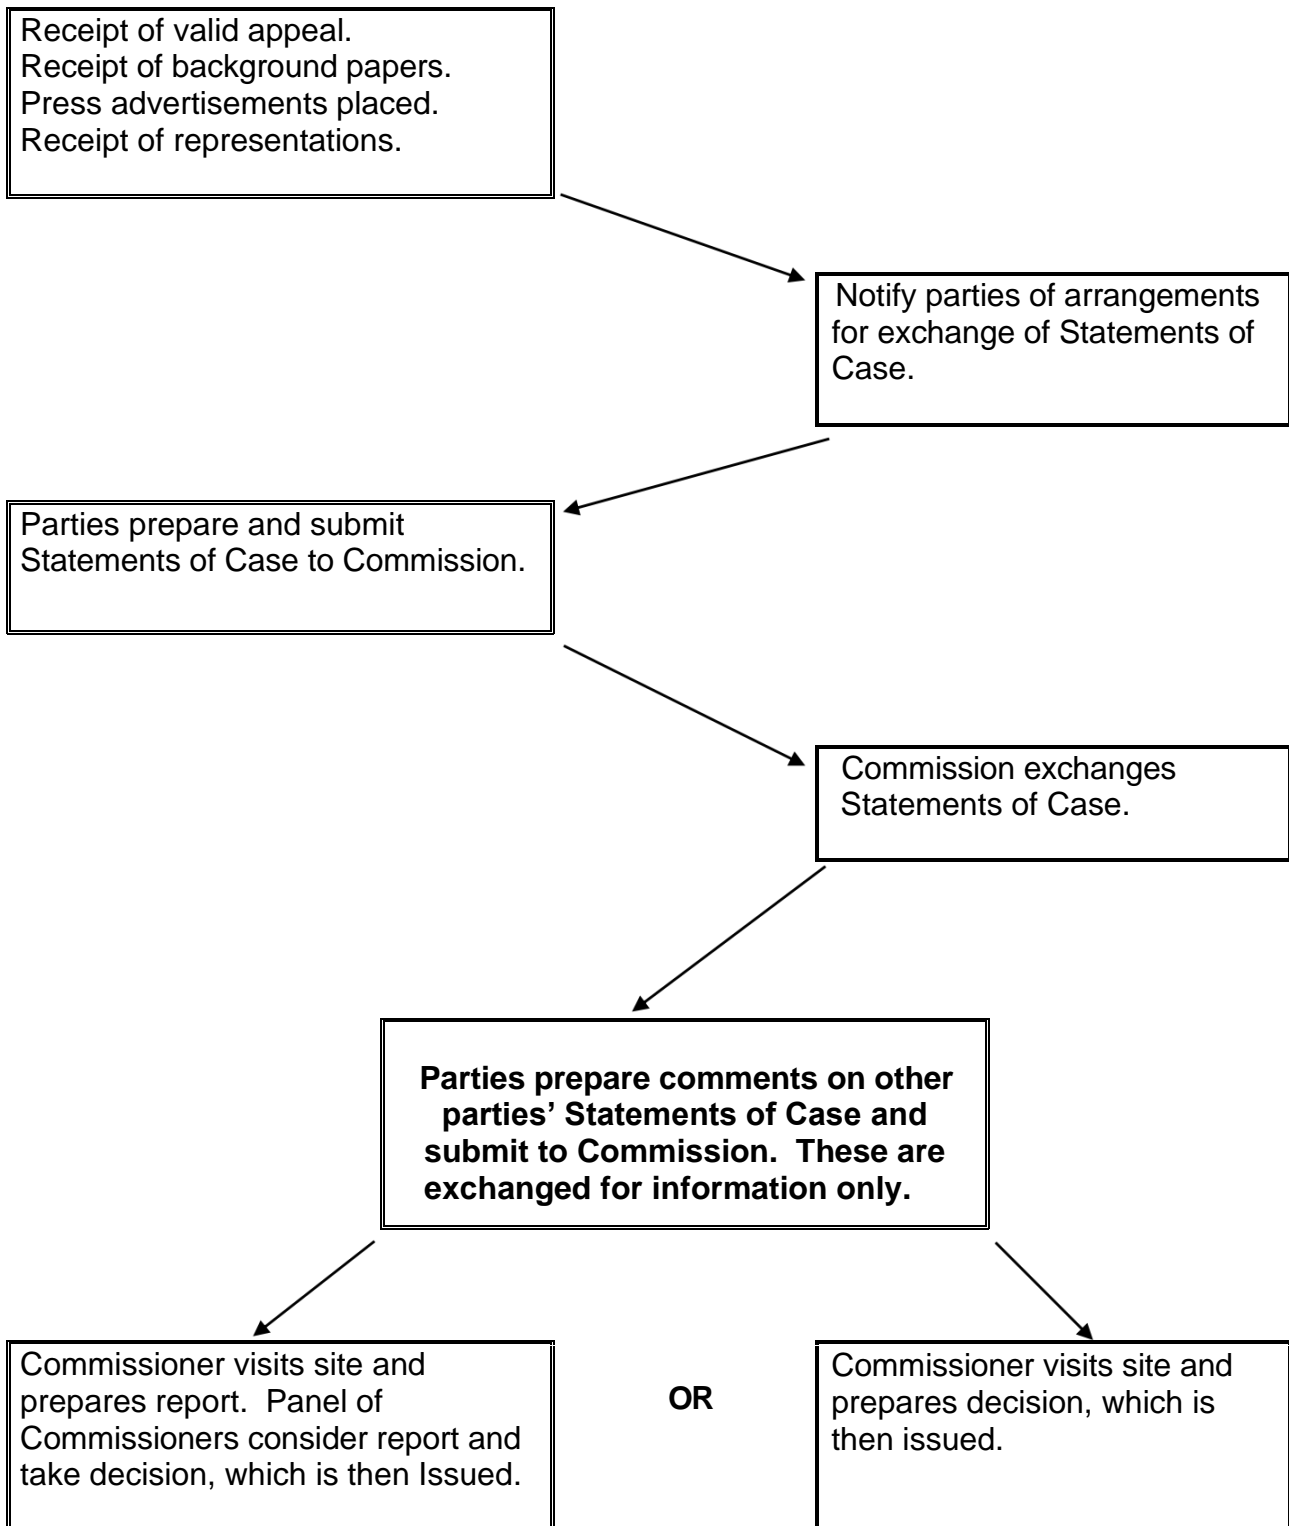 Receipt of valid appeal.
Receipt of background papers.
Press advertisements placed.
Receipt of representations.
Notify parties of arrangements
for exchange of Statements of
Case.
Parties prepare and submit
Statements of Case to Commission.
Commission exchanges
Statements of Case.
Parties prepare comments on other
parties’ Statements of Case and
submit to Commission.  These are
exchanged for information only.
Commissioner visits site and
prepares report.  Panel of
Commissioners consider report and
take decision, which is then Issued.
OR
Commissioner visits site and
prepares decision, which is
then issued.